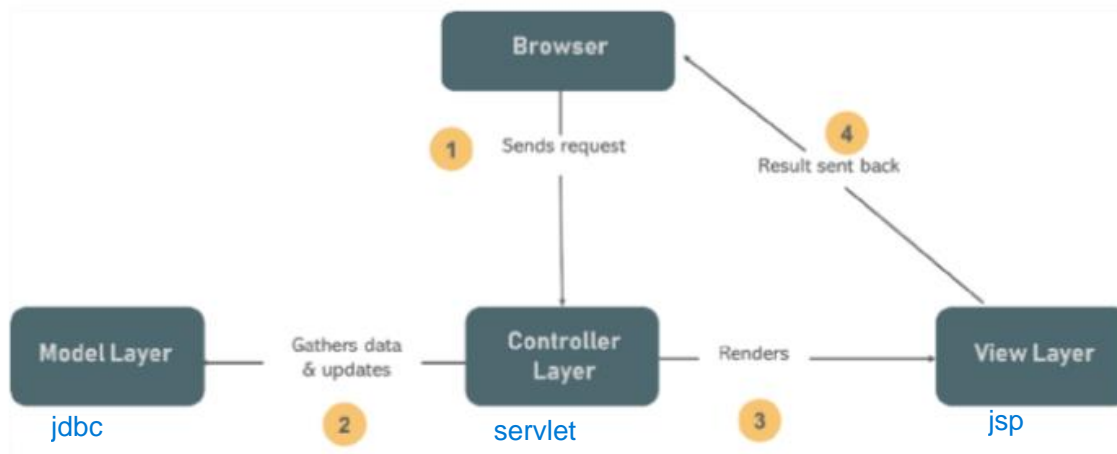 Browser
1
Sends request
4
Result sent back
Model Layer
Gathers data
& updates
2
Controller
Layer
Renders
3
View Layer
jdbc
servlet
jsp